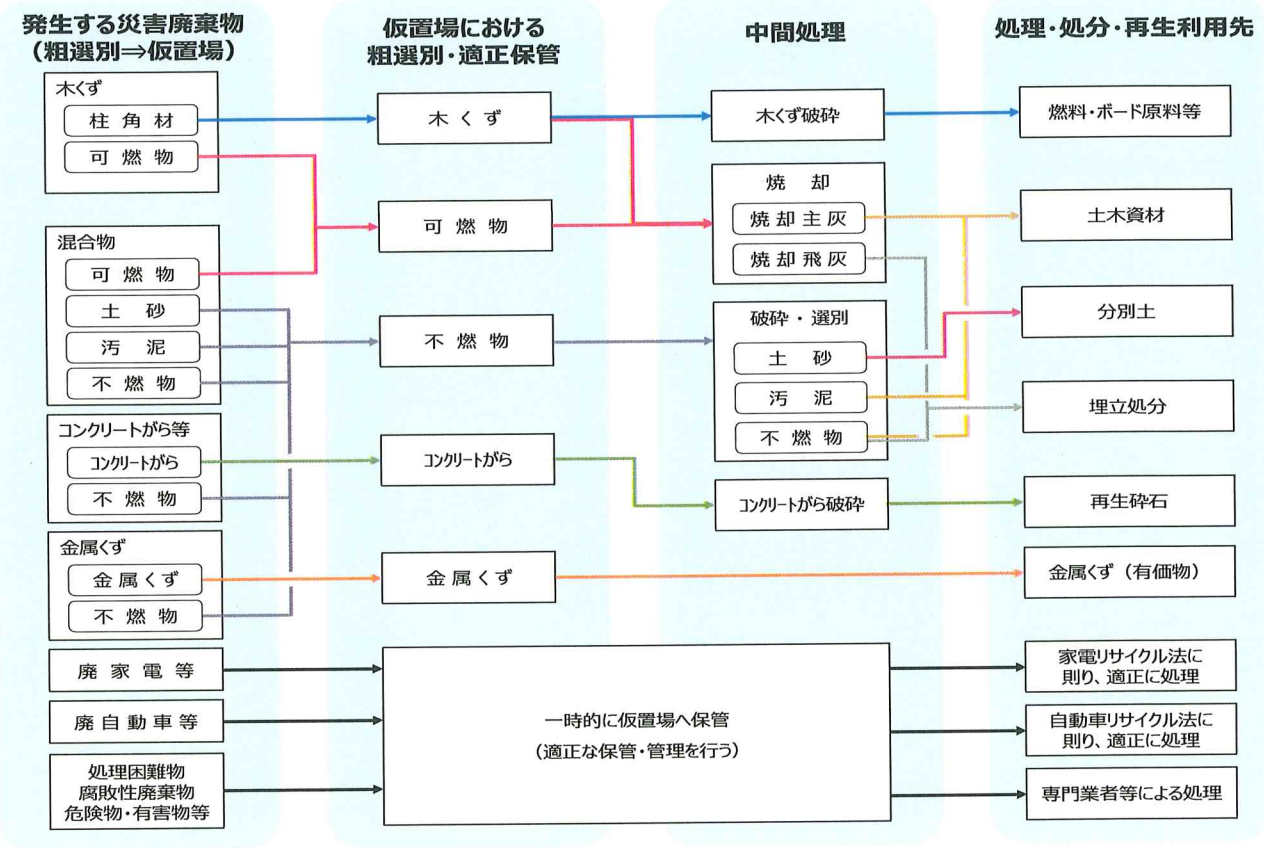 発生する災害廃棄物
（粗選別⇒仮置場）
木くず
柱角材
可燃物
混合物
可燃物
土砂
汚泥
不燃物
コンクリートがら等
コンクリートがら
不燃物
金属くず
金属くず
不燃物
廃家電等
廃自動車等
処理困難物
腐敗性廃棄物
危険物・有害物等
仮置場における
粗選別・適正保管
木くず
可燃物
不燃物
コンクリートがら
金属くず
一時的に仮置場へ保管
（適正な保管・管理を行う）
中間処理
木くず破砕
焼却
焼却主灰
焼却飛灰
破砕・選別
土砂
汚泥
不燃物
コンクリートがら破砕
処理・処分・再生利用先
燃料・ボード原料等
土木資材
分別土
埋立処分
再生砕石
金属くず（有価物）
家電リサイクル法に
則り、適正に処理
自動車リサイクル法に
則り、適正に処理
専門業者等による処理